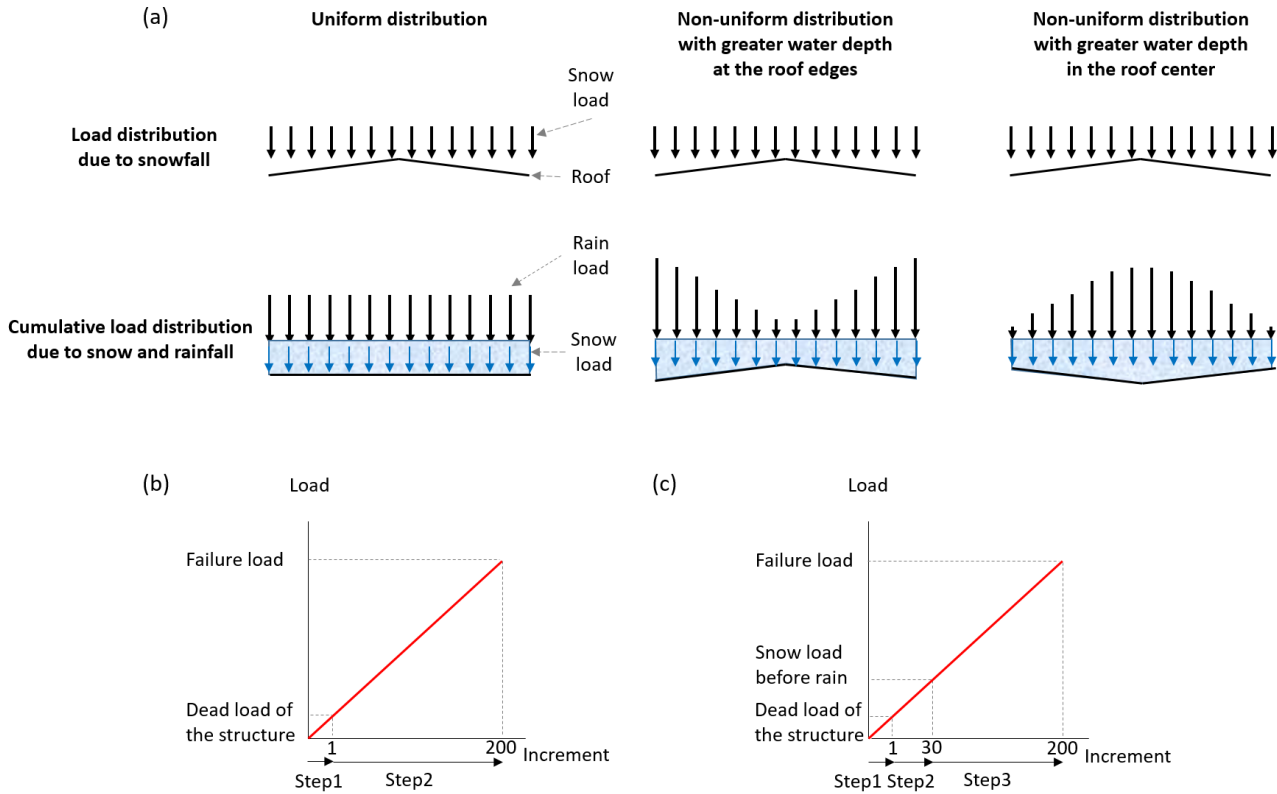 (a)
Uniform distribution
Non-uniform distribution
with greater water depth
at the roof edges
Non-uniform distribution
with greater water depth
in the roof center
Snow
load
Load distribution
due to snowfall
Roof
Rain
load
Cumulative load distribution
due to snow and rainfall
Snow
load
(b)
Load
Failure load
Dead load of
the structure
1
200
Increment
Step1
Step2
(c)
Load
Failure load
Snow load
before rain
Dead load of
the structure
1
30
200
Increment
Step1
Step2
Step3